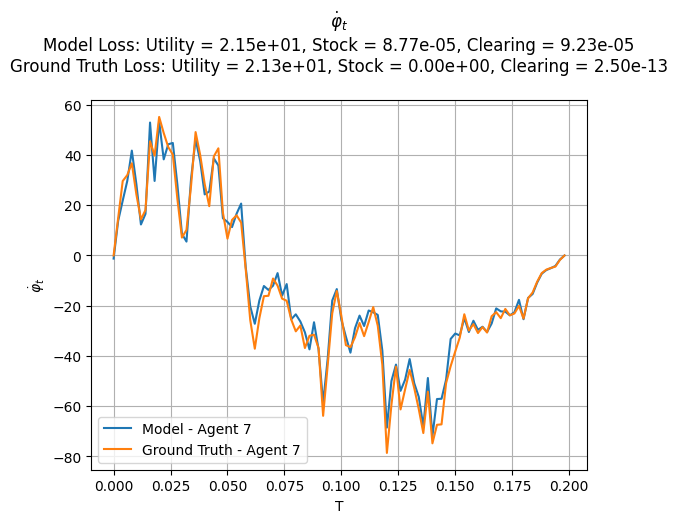 φ̇ₜ
Model Loss: Utility = 2.15e+01, Stock = 8.77e-05, Clearing = 9.23e-05
Ground Truth Loss: Utility = 2.13e+01, Stock = 0.00e+00, Clearing = 2.50e-13
60
40
20
0
−20
−40
−60
−80
φ̇ₜ
Model - Agent 7
Ground Truth - Agent 7
0.000 0.025 0.050 0.075 0.100 0.125 0.150 0.175 0.200
T